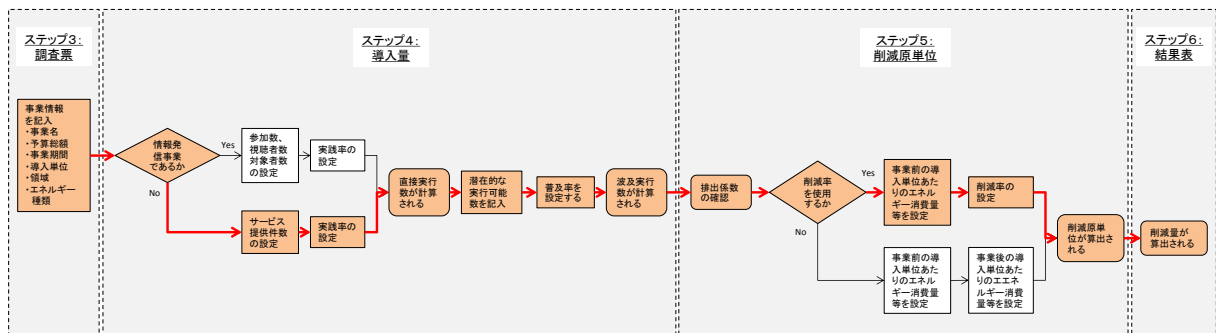 ステップ3:
調査票
事業情報
を記入
・事業名
・予算総額
・事業期間
・導入単位
・領域
・エネルギー
種類
ステップ4:
導入量
情報発
信事業
であるか
Yes
No
参加数、
視聴者数
対象者数
の設定
実践率の
設定
サービス
提供件数
の設定
実践率の
設定
直接実行
数が計算
される
潜在的な
実行可能
数を記入
普及率を
設定する
波及実行
数が計算
される
ステップ5:
削減原単位
排出係数
の確認
削減率
を使用
するか
Yes
No
事業前の導
入単位あた
りのエネル
ギー消費量
等を設定
削減率の
設定
事業前の導
入単位あた
りのエネル
ギー消費量
等を設定
事業後の導
入単位あた
りのエエネ
ルギー消費
量等を設定
削減原単
位が算出さ
れる
ステップ6:
結果表
削減量が
算出される